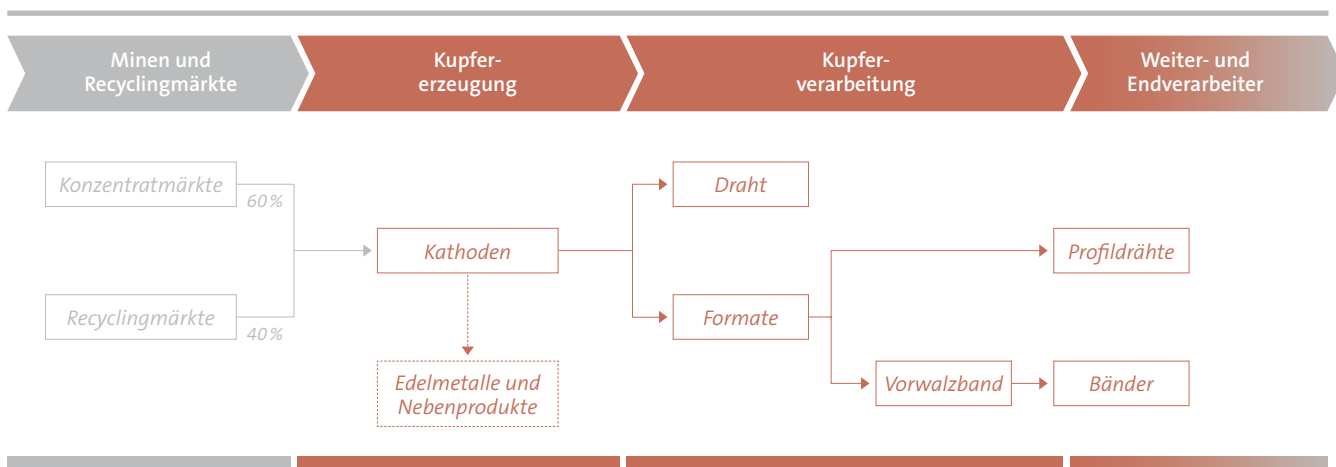 Minen und
Recyclingmärkte
Kupfer-
erzeugung
Kupfer-
verarbeitung
Weiter- und
Endverarbeiter
Konzentratmärkte
60 %
Recyclingmärkte
40 %
Kathoden
Edelmetalle und
Nebenprodukte
Draht
Formate
Vorwalzband
Profildrähte
Bänder